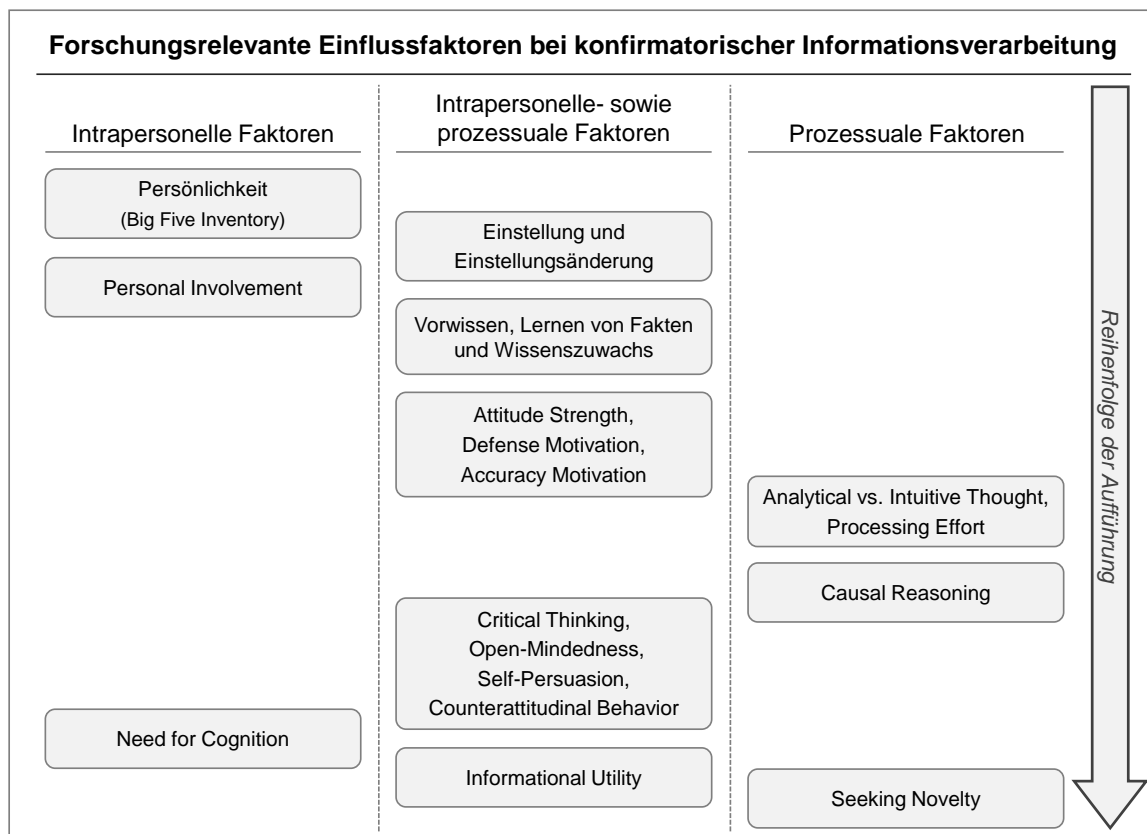 Forschungsrelevante Einflussfaktoren bei konfirmatorischer Informationsverarbeitung
Intrapersonelle Faktoren
Persönlichkeit
(Big Five Inventory)
Personal Involvement
Need for Cognition
Intrapersonelle- sowie
prozessuale Faktoren
Einstellung und
Einstellungsänderung
Vorwissen, Lernen von Fakten
und Wissenszuwachs
Attitude Strength,
Defense Motivation,
Accuracy Motivation
Critical Thinking,
Open-Mindedness,
Self-Persuasion,
Counterattitudinal Behavior
Informational Utility
Prozessuale Faktoren
Analytical vs. Intuitive Thought,
Processing Effort
Causal Reasoning
Seeking Novelty
Reihenfolge der Aufführung